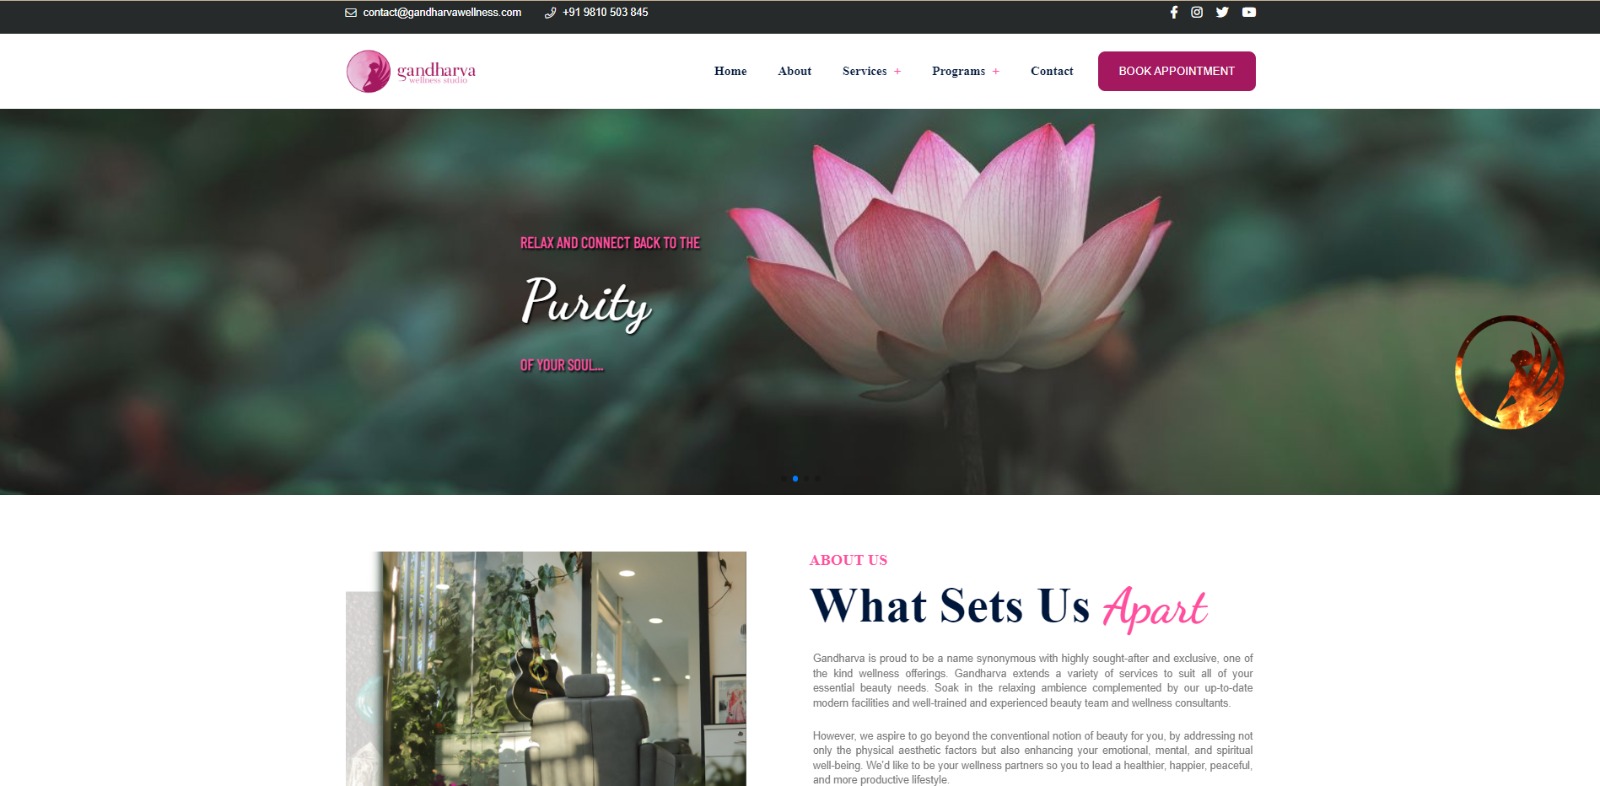 contact@gandharvawellness.com +91 9810 503 845
gandharva
wellness studio
Home About Services + Programs + Contact BOOK APPOINTMENT
RELAX AND CONNECT BACK TO THE
Purity
OF YOUR SOUL...
ABOUT US
What Sets Us Apart
Gandharva is proud to be a name synonymous with highly sought-after and exclusive, one of
the kind wellness offerings. Gandharva extends a variety of services to suit all of your
essential beauty needs. Soak in the relaxing ambience complemented by our up-to-date
modern facilities and well-trained and experienced beauty team and wellness consultants.
However, we aspire to go beyond the conventional notion of beauty for you, by addressing not
only the physical aesthetic factors but also enhancing your emotional, mental, and spiritual
well-being. We'd like to be your wellness partners so you to lead a healthier, happier, peaceful,
and more productive lifestyle.